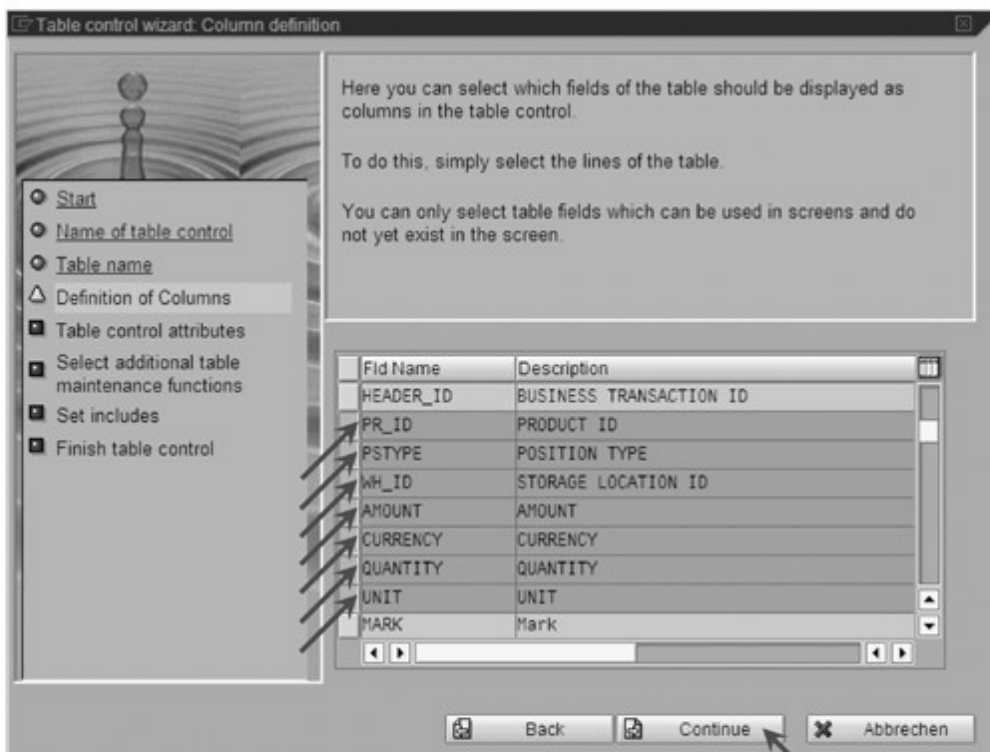 Table control wizard: Column definition
Here you can select which fields of the table should be displayed as
columns in the table control.
To do this, simply select the lines of the table.
You can only select table fields which can be used in screens and do
not yet exist in the screen.
Start
Name of table control
Table name
Definition of Columns
Table control attributes
Select additional table
maintenance functions
Set includes
Finish table control
Fld Name Description
HEADER_ID BUSINESS TRANSACTION ID
PR_ID PRODUCT ID
PSTYPE POSITION TYPE
WH_ID STORAGE LOCATION ID
AMOUNT AMOUNT
CURRENCY CURRENCY
QUANTITY QUANTITY
UNIT UNIT
MARK Mark
Back Continue Abbrechen